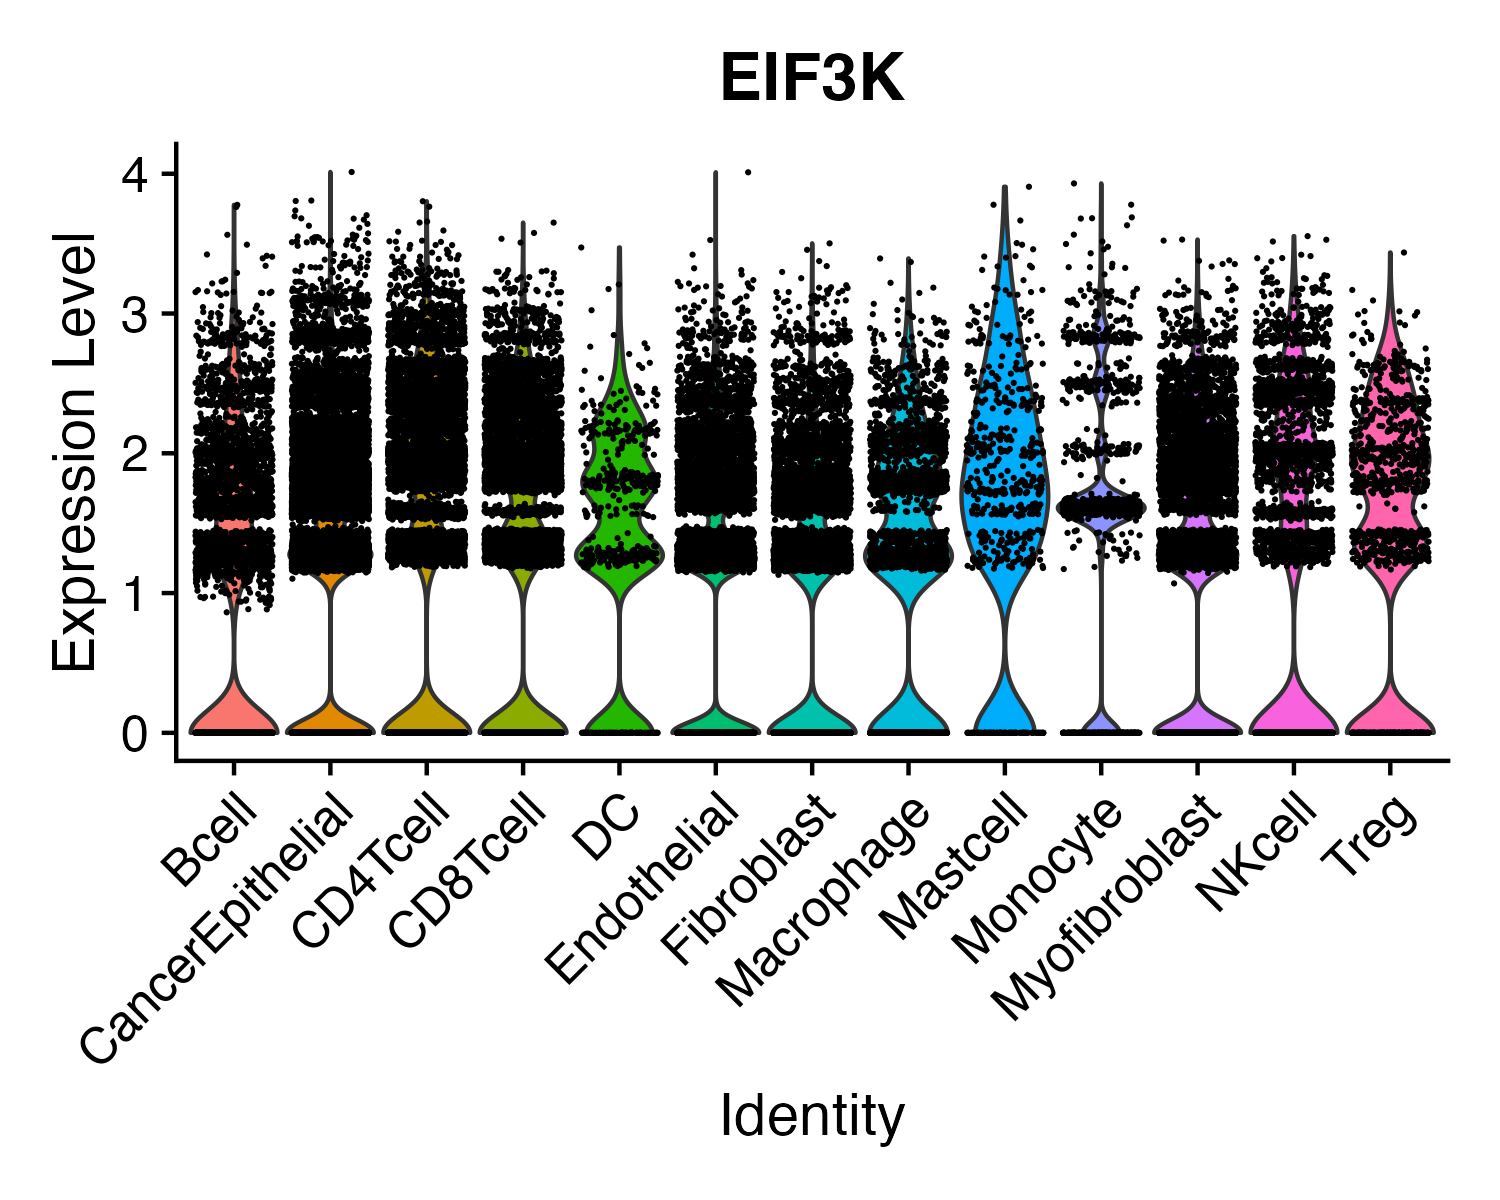 EIF3K
Expression Level
4
3
2
1
0
Bcell
CancerEpithelial
CD4Tcell
CD8Tcell
DC
Endothelial
Fibroblast
Macrophage
Mastcell
Monocyte
Myofibroblast
NKcell
Treg
Identity